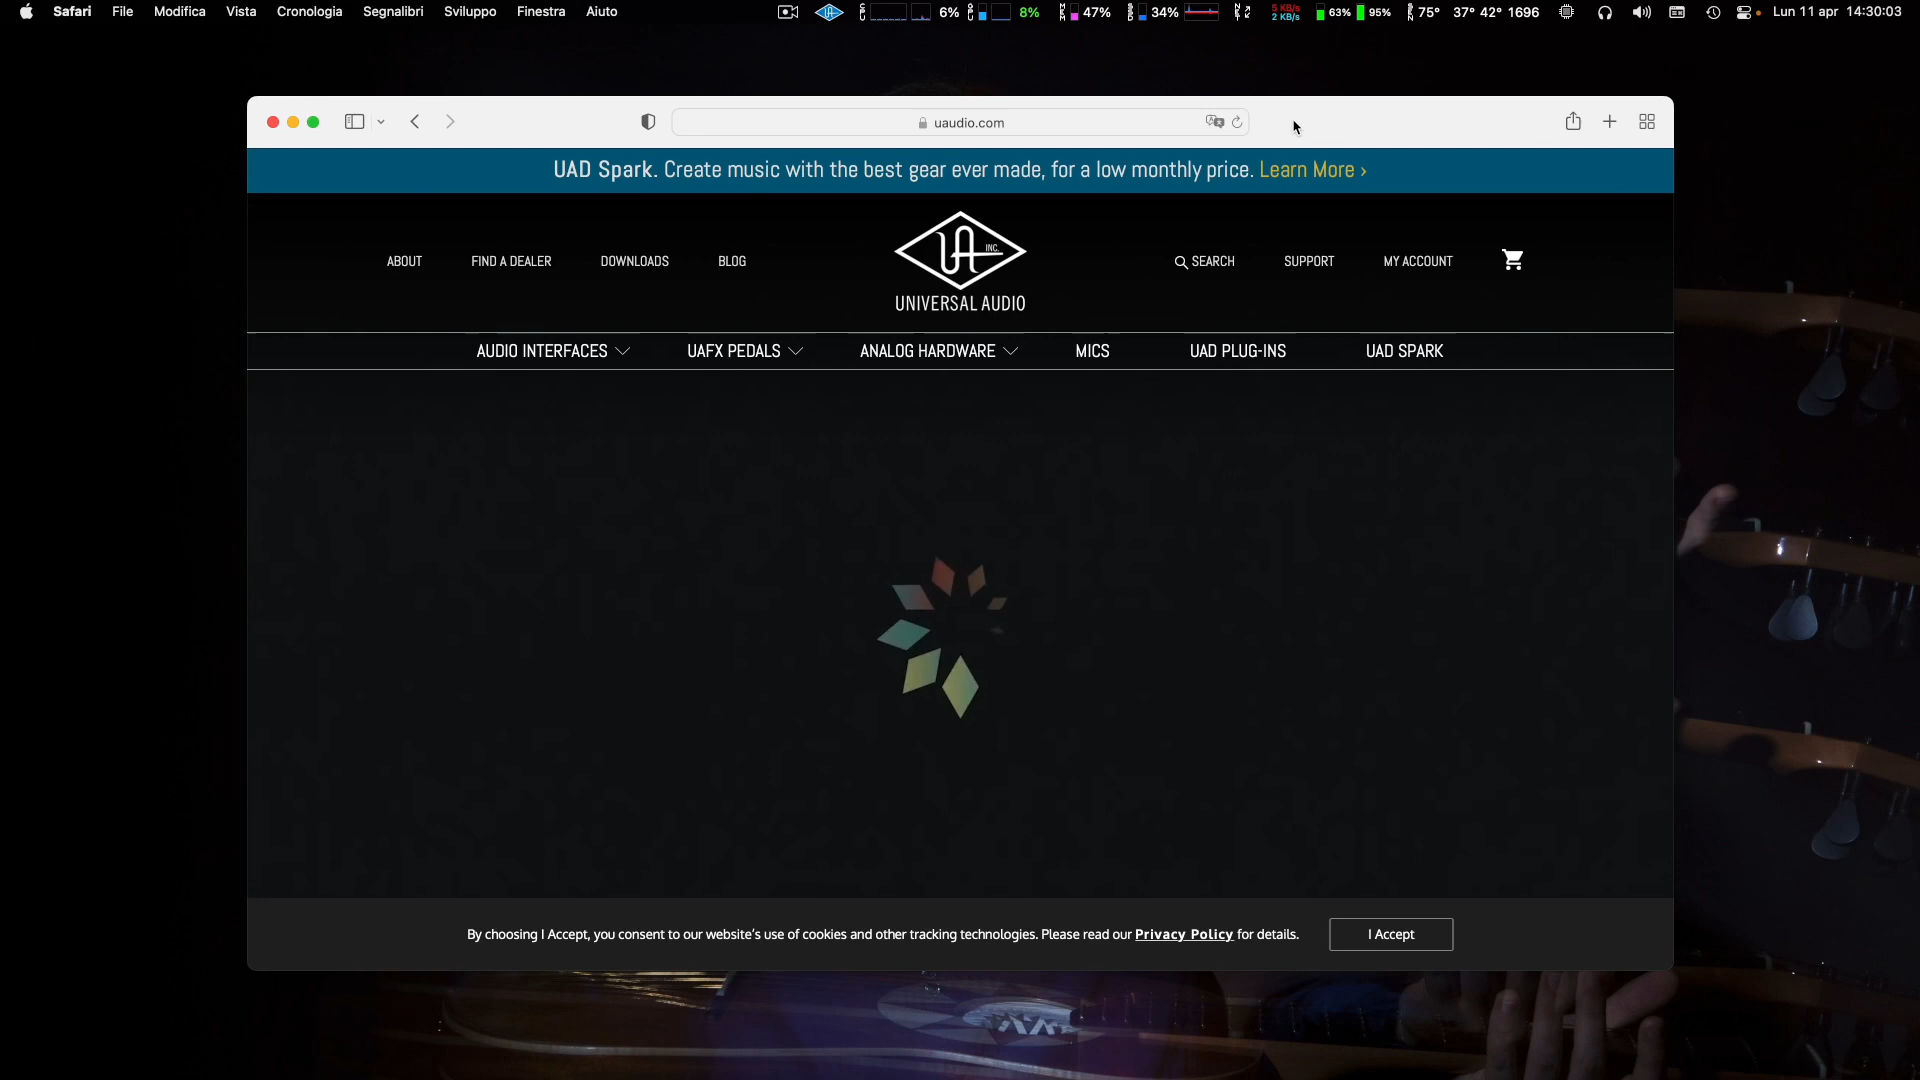 Safari File Modifica Vista Cronologia Segnalibri Sviluppo Finestra Aiuto 6% 8% 47% 34% 5 KB/s 2 KB/s 63% 95% 75° 37° 42° 1696 Lun 11 apr 14:30:03
uaudio.com
UAD Spark. Create music with the best gear ever made, for a low monthly price. Learn More ›
ABOUT FIND A DEALER DOWNLOADS BLOG UA INC. SEARCH SUPPORT MY ACCOUNT
UNIVERSAL AUDIO
AUDIO INTERFACES UAFX PEDALS ANALOG HARDWARE MICS UAD PLUG-INS UAD SPARK
By choosing I Accept, you consent to our website's use of cookies and other tracking technologies. Please read our Privacy Policy for details. I Accept